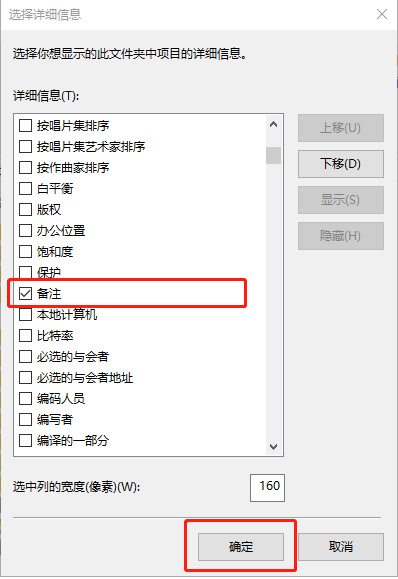 选择详细信息
选择你想显示的此文件夹中项目的详细信息。
详细信息(T):
按唱片集排序
按唱片集艺术家排序
按作曲家排序
白平衡
版权
办公位置
饱和度
保护
备注
本地计算机
比特率
必选的与会者
必选的与会者地址
编码人员
编写者
编译的一部分
上移(U)
下移(D)
显示(S)
隐藏(H)
选中列的宽度(像素)(W): 160
确定 取消